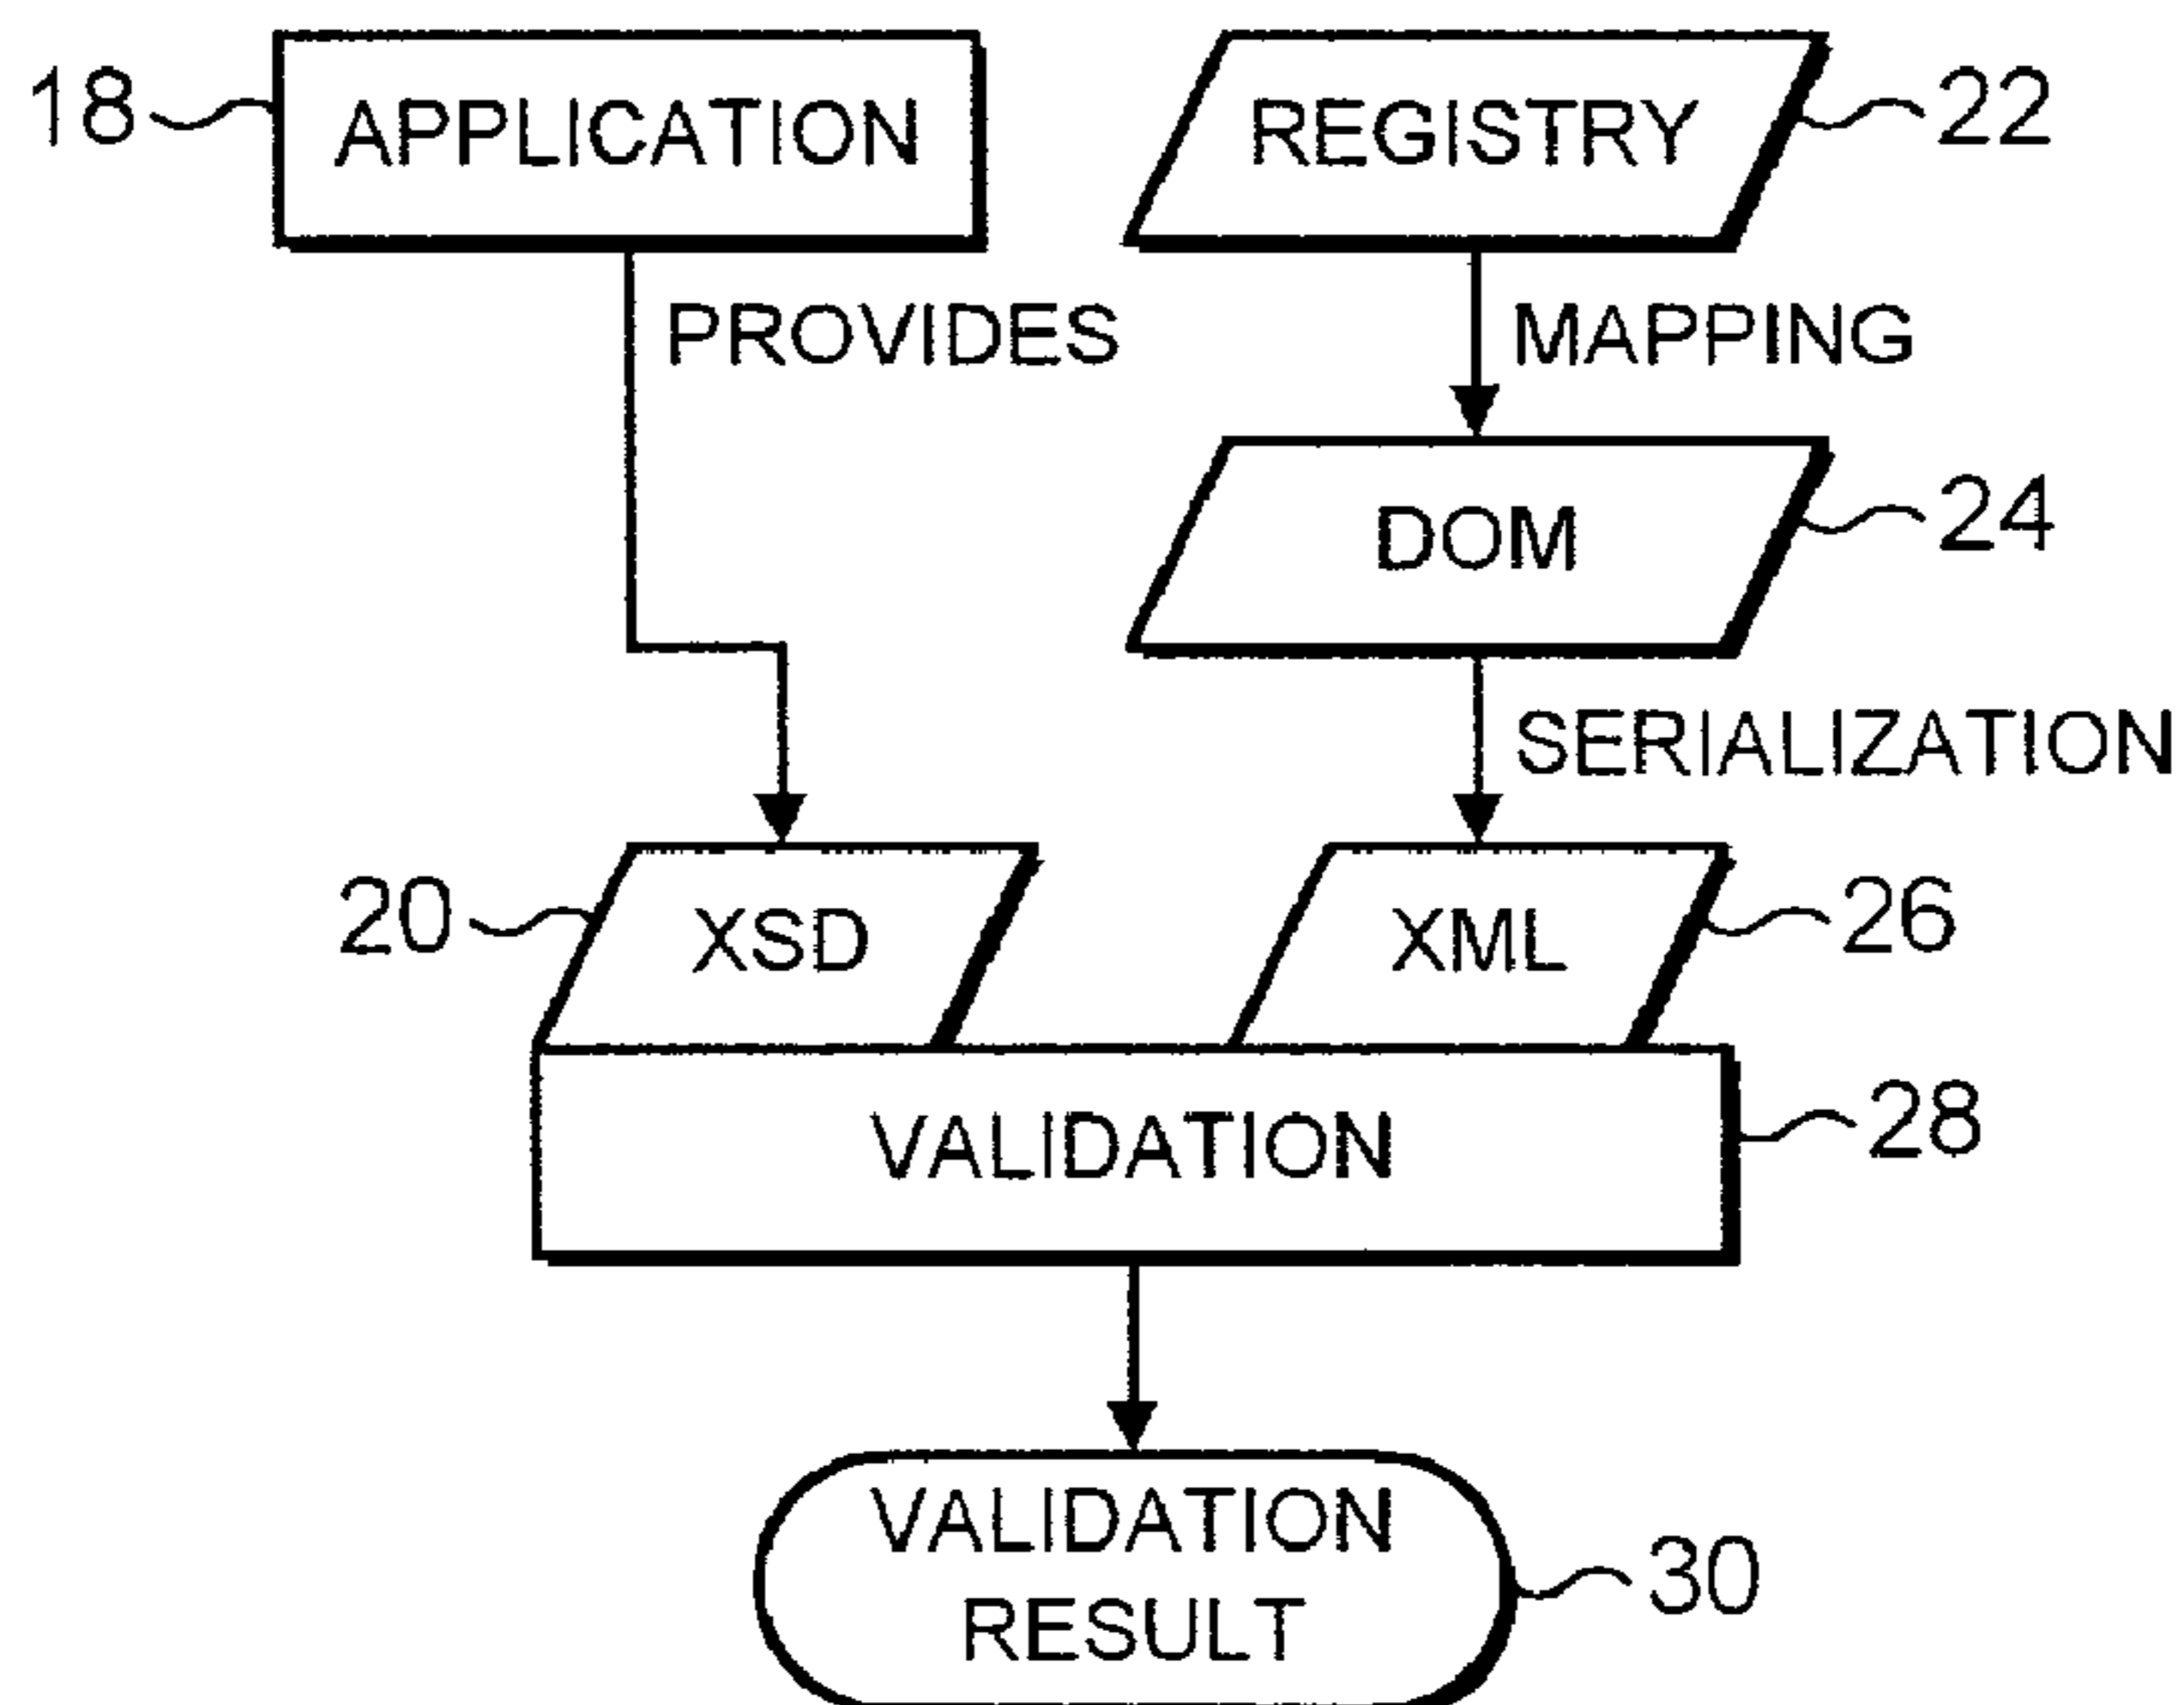 18
APPLICATION
REGISTRY
22
PROVIDES
MAPPING
DOM
24
SERIALIZATION
20
XSD
XML
26
VALIDATION
28
VALIDATION
RESULT
30